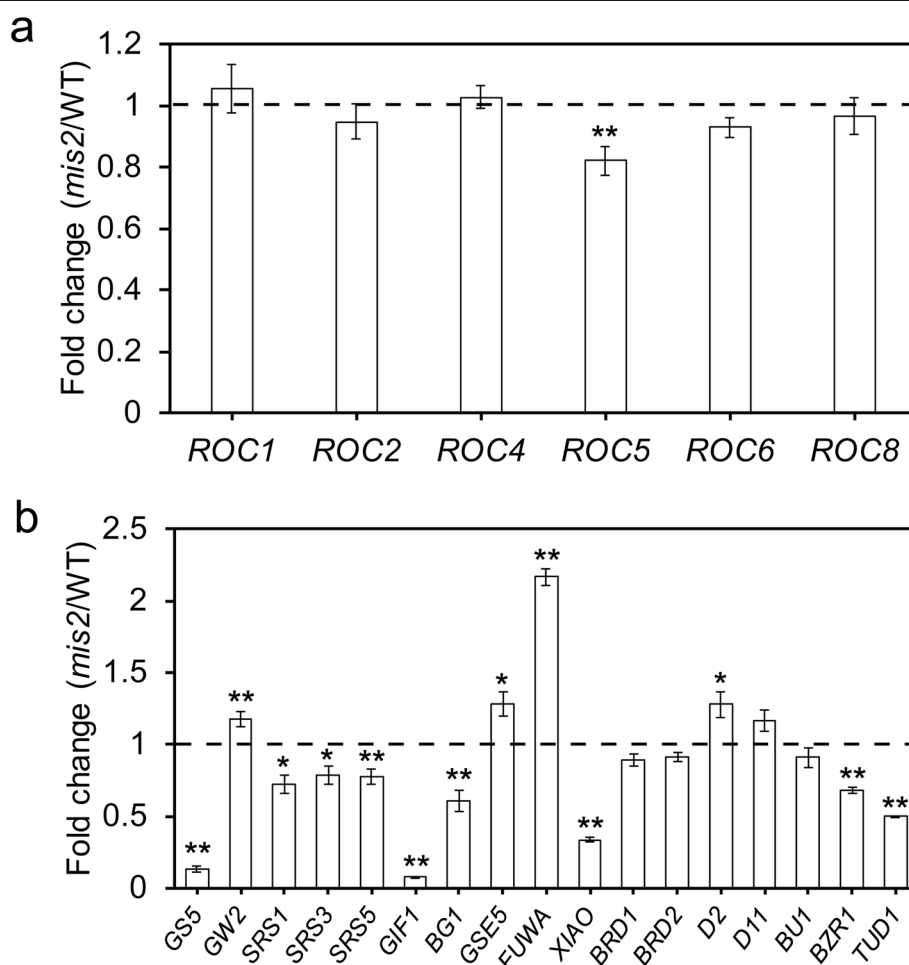 a
Fold change (mis2/WT)
1.2
1
0.8
0.6
0.4
0.2
0
**
ROC1 ROC2 ROC4 ROC5 ROC6 ROC8
b
Fold change (mis2/WT)
2.5
2
1.5
1
0.5
0
** ** * * ** ** ** * ** ** * ** **
GS5 GW2 SRS1 SRS3 SRS5 GIF1 BG1 GSE5 FUWA XIAO BRD1 BRD2 D2 D11 BU1 BZR1 TUD1